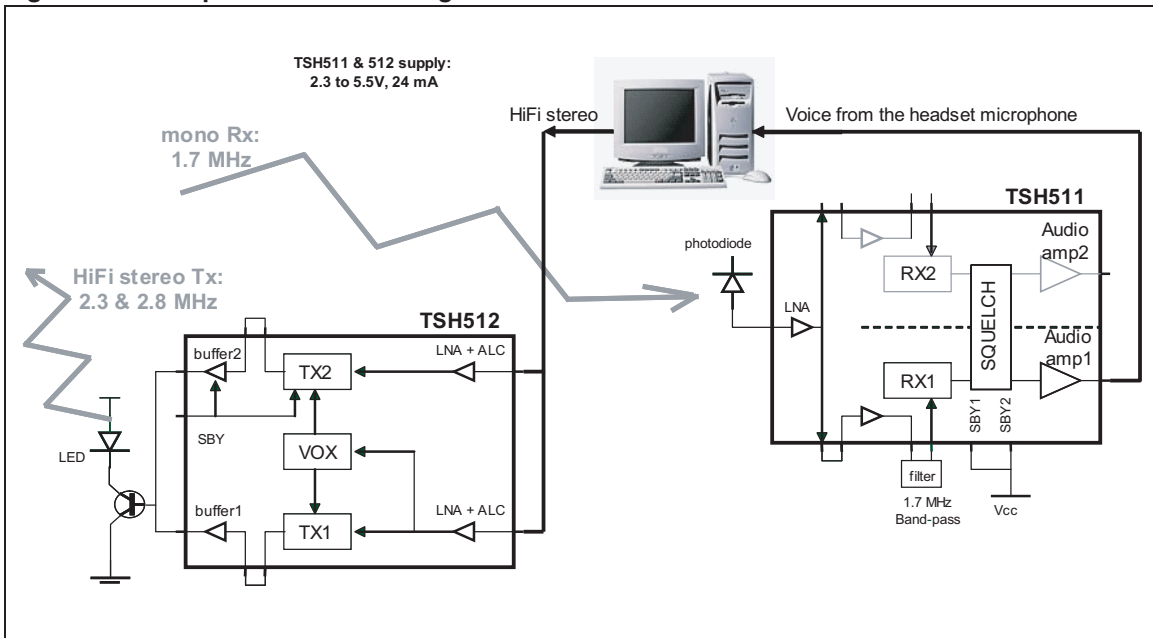 TSH511 & 512 supply:
2.3 to 5.5V, 24 mA
HiFi stereo
Voice from the headset microphone
mono Rx:
1.7 MHz
HiFi stereo Tx:
2.3 & 2.8 MHz
TSH512
buffer2
TX2
LNA + ALC
SBY
VOX
LED
buffer1
TX1
LNA + ALC
TSH511
photodiode
LNA
RX2
Audio
amp2
SQUELCH
RX1
Audio
amp1
SBY1
SBY2
filter
1.7 MHz
Band-pass
Vcc